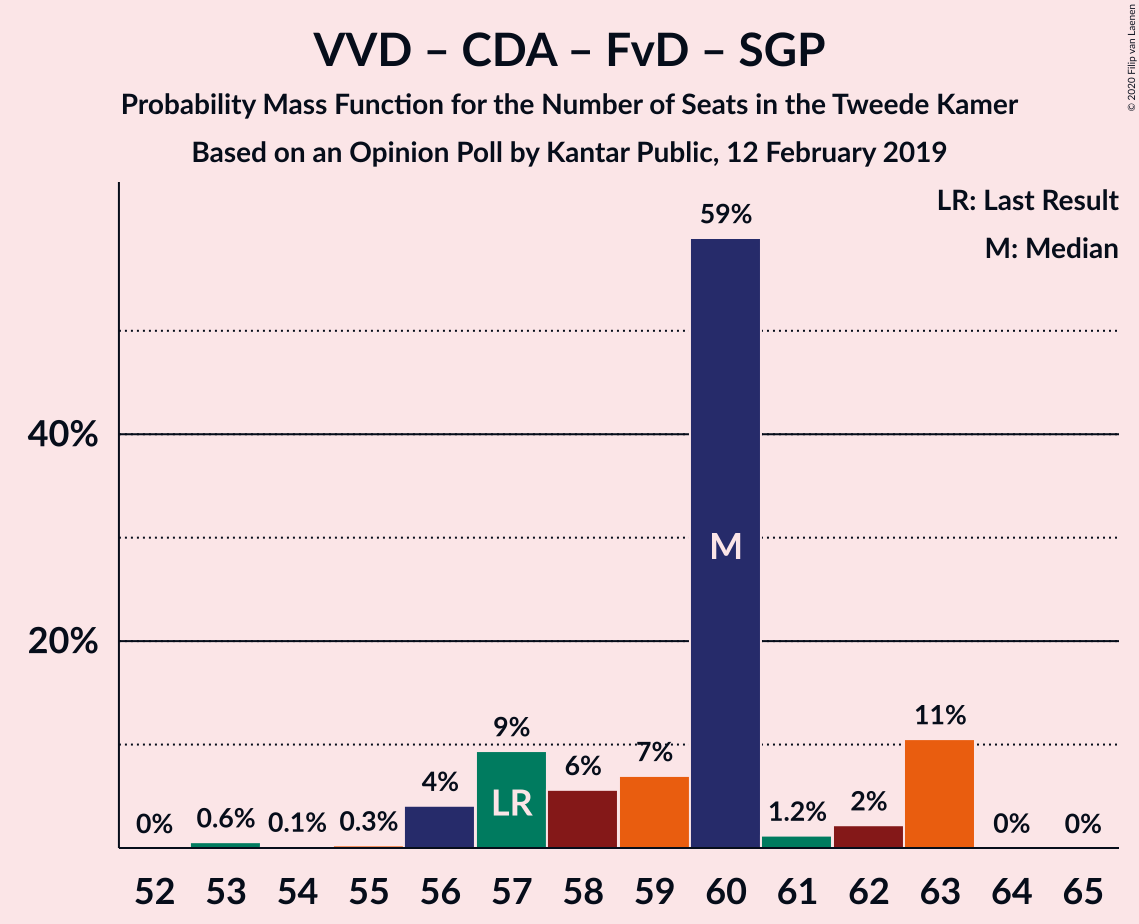 VVD – CDA – FvD – SGP
Probability Mass Function for the Number of Seats in the Tweede Kamer
Based on an Opinion Poll by Kantar Public, 12 February 2019
© 2020 Filip van Laenen
LR: Last Result
M: Median
40%
20%
0%
0.6%
0.1%
0.3%
4%
9%
6%
7%
59%
1.2%
2%
11%
0%
0%
LR
M
52 53 54 55 56 57 58 59 60 61 62 63 64 65